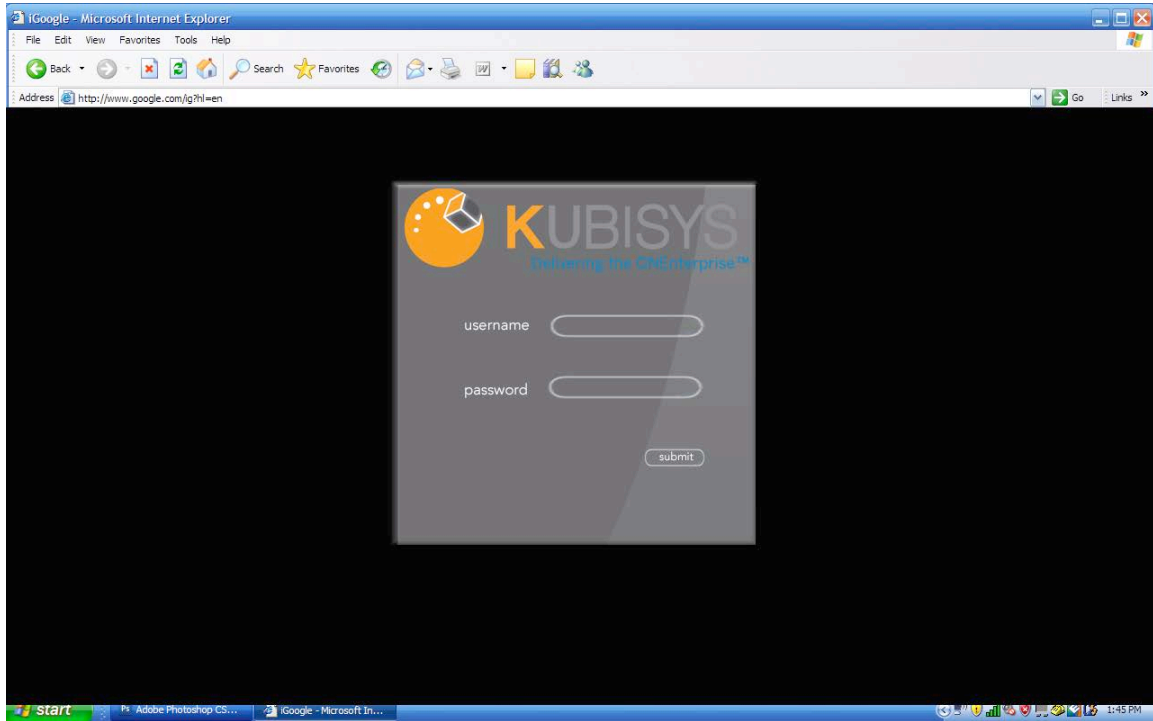 iGoogle - Microsoft Internet Explorer
File Edit View Favorites Tools Help
Back Search Favorites
Address http://www.google.com/ig?hl=en Go Links »
KUBISYS
Delivering the ONEnterprise™
username
password
submit
start Ps Adobe Photoshop CS... iGoogle - Microsoft In... 1:45 PM